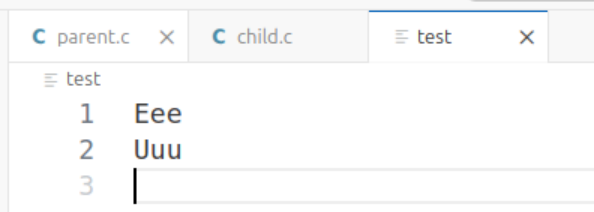 C parent.c × C child.c test ×
test
1 Eee
2 Uuu
3